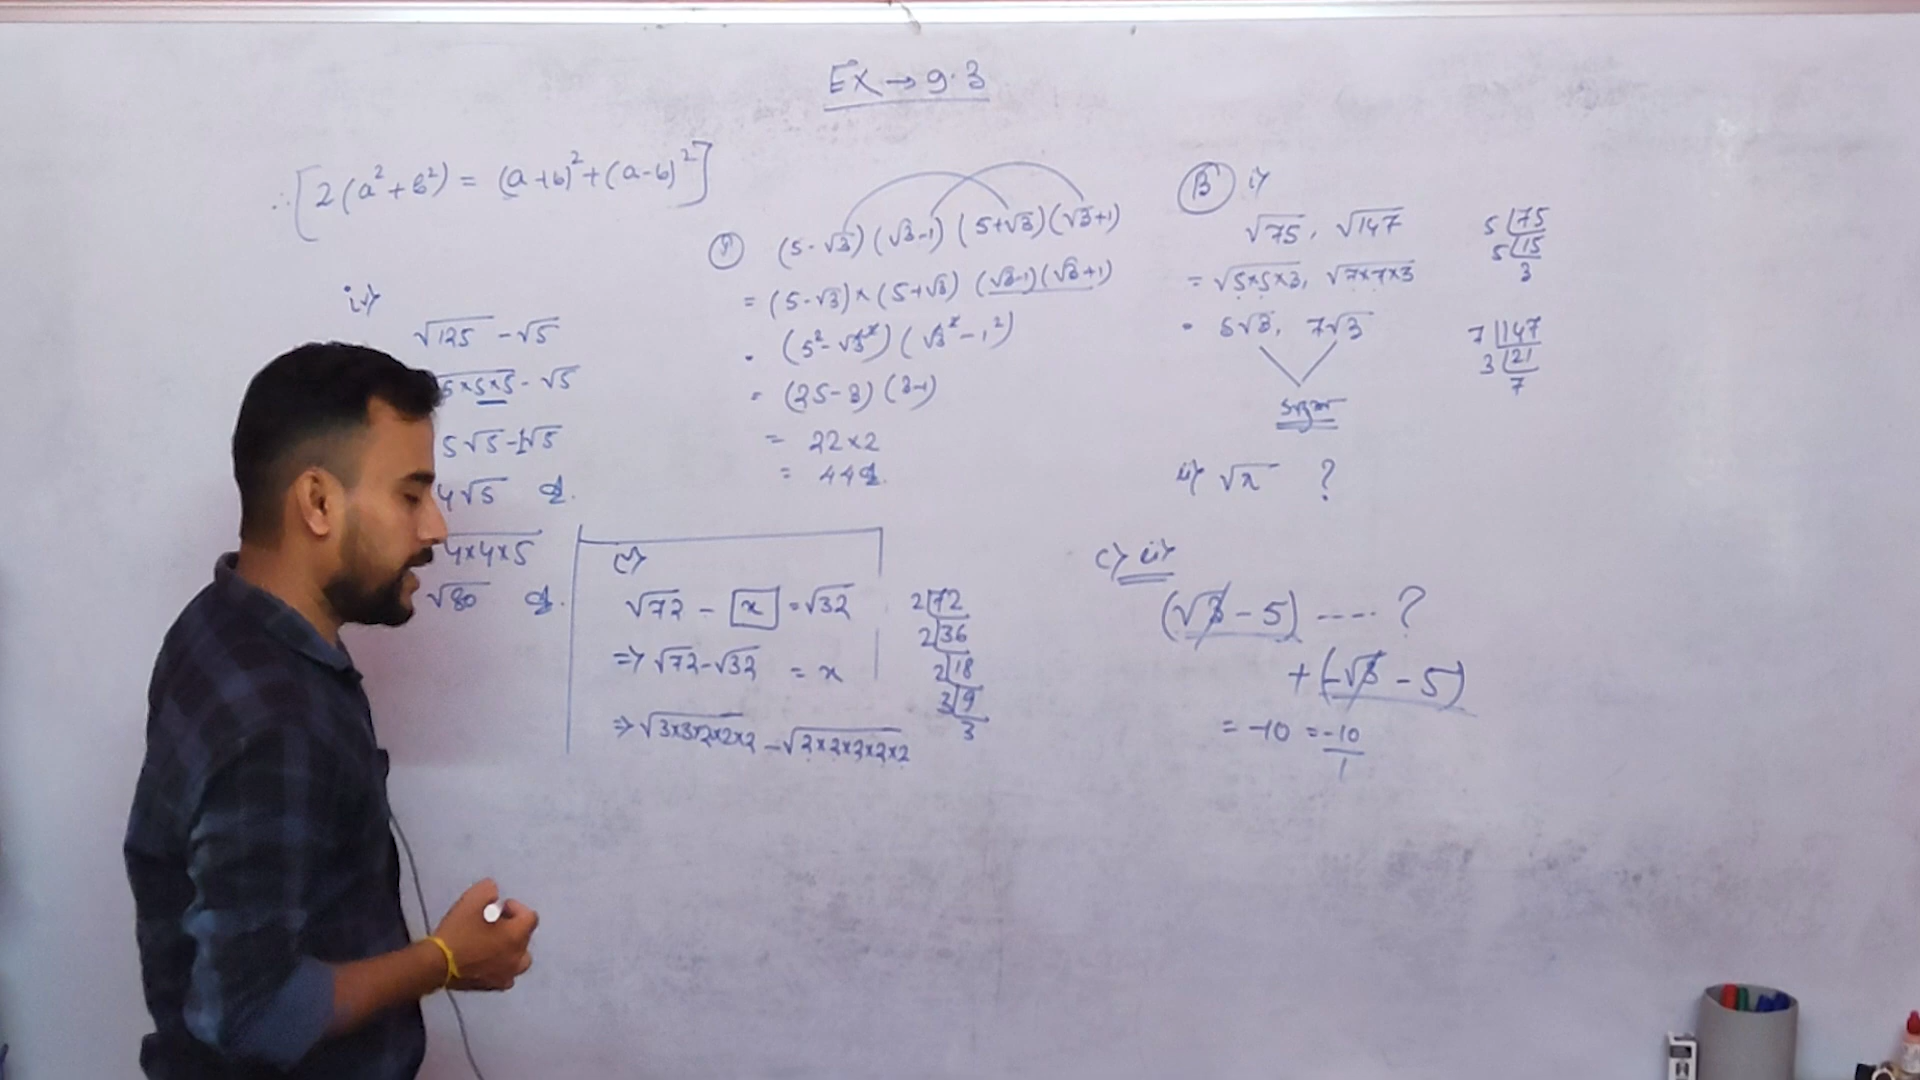 EX → 9.3
∴ [2(a²+b²) = (a+b)²+(a-b)²]
iv)
√125 - √5
5×5×5 - √5
5√5-1√5
4√5
4×4×5
√80
(5-√3)(√3-1)(5+√3)(√3+1)
= (5-√3)×(5+√3) (√3-1)(√3+1)
(5²-√3²)(√3²-1²)
= (25-3)(3-1)
= 22×2
= 44
√72 - x = √32
=> √72-√32 = x
=> √3×3×2×2×2 - √2×2×2×2×2
2 72
2 36
2 18
3 9
3
B i)
√75, √147
= √5×5×3, √7×7×3
5√3, 7√3
5 75
5 15
3
7 147
3 21
7
ii) √x ?
c) ii)
(√3 - 5) ---- ?
+ (-√3 - 5)
= -10 = -10
1